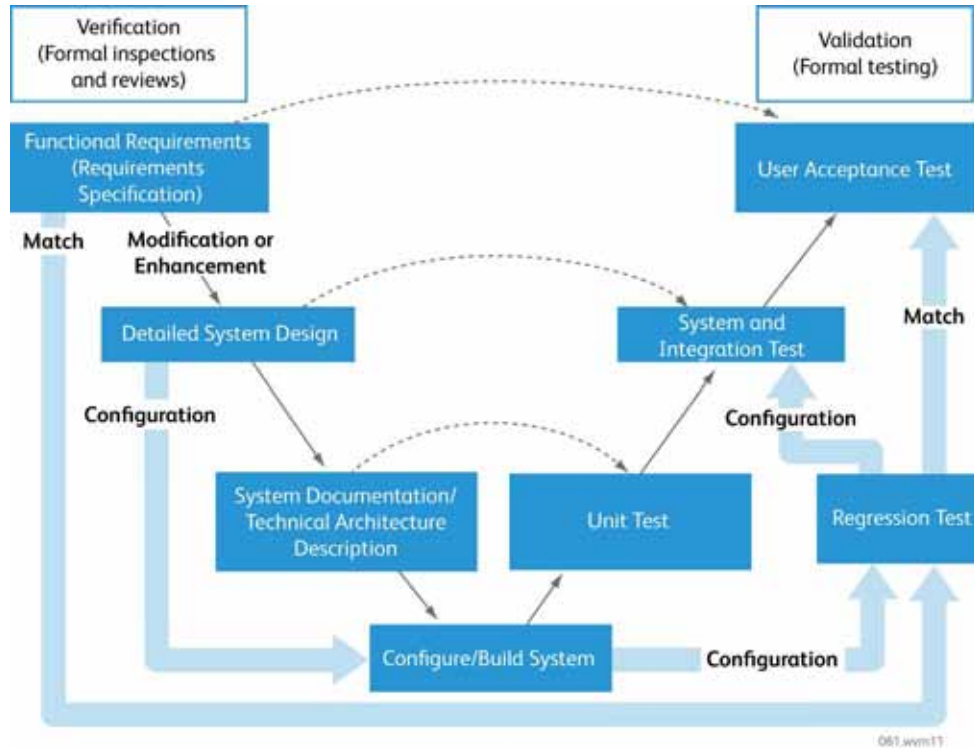 Verification
(Formal inspections
and reviews)
Validation
(Formal testing)
Functional Requirements
(Requirements
Specification)
User Acceptance Test
Match
Modification or
Enhancement
Detailed System Design
System and
Integration Test
Match
Configuration
Configuration
System Documentation/
Technical Architecture
Description
Unit Test
Regression Test
Configure/Build System
Configuration
061.wvm11